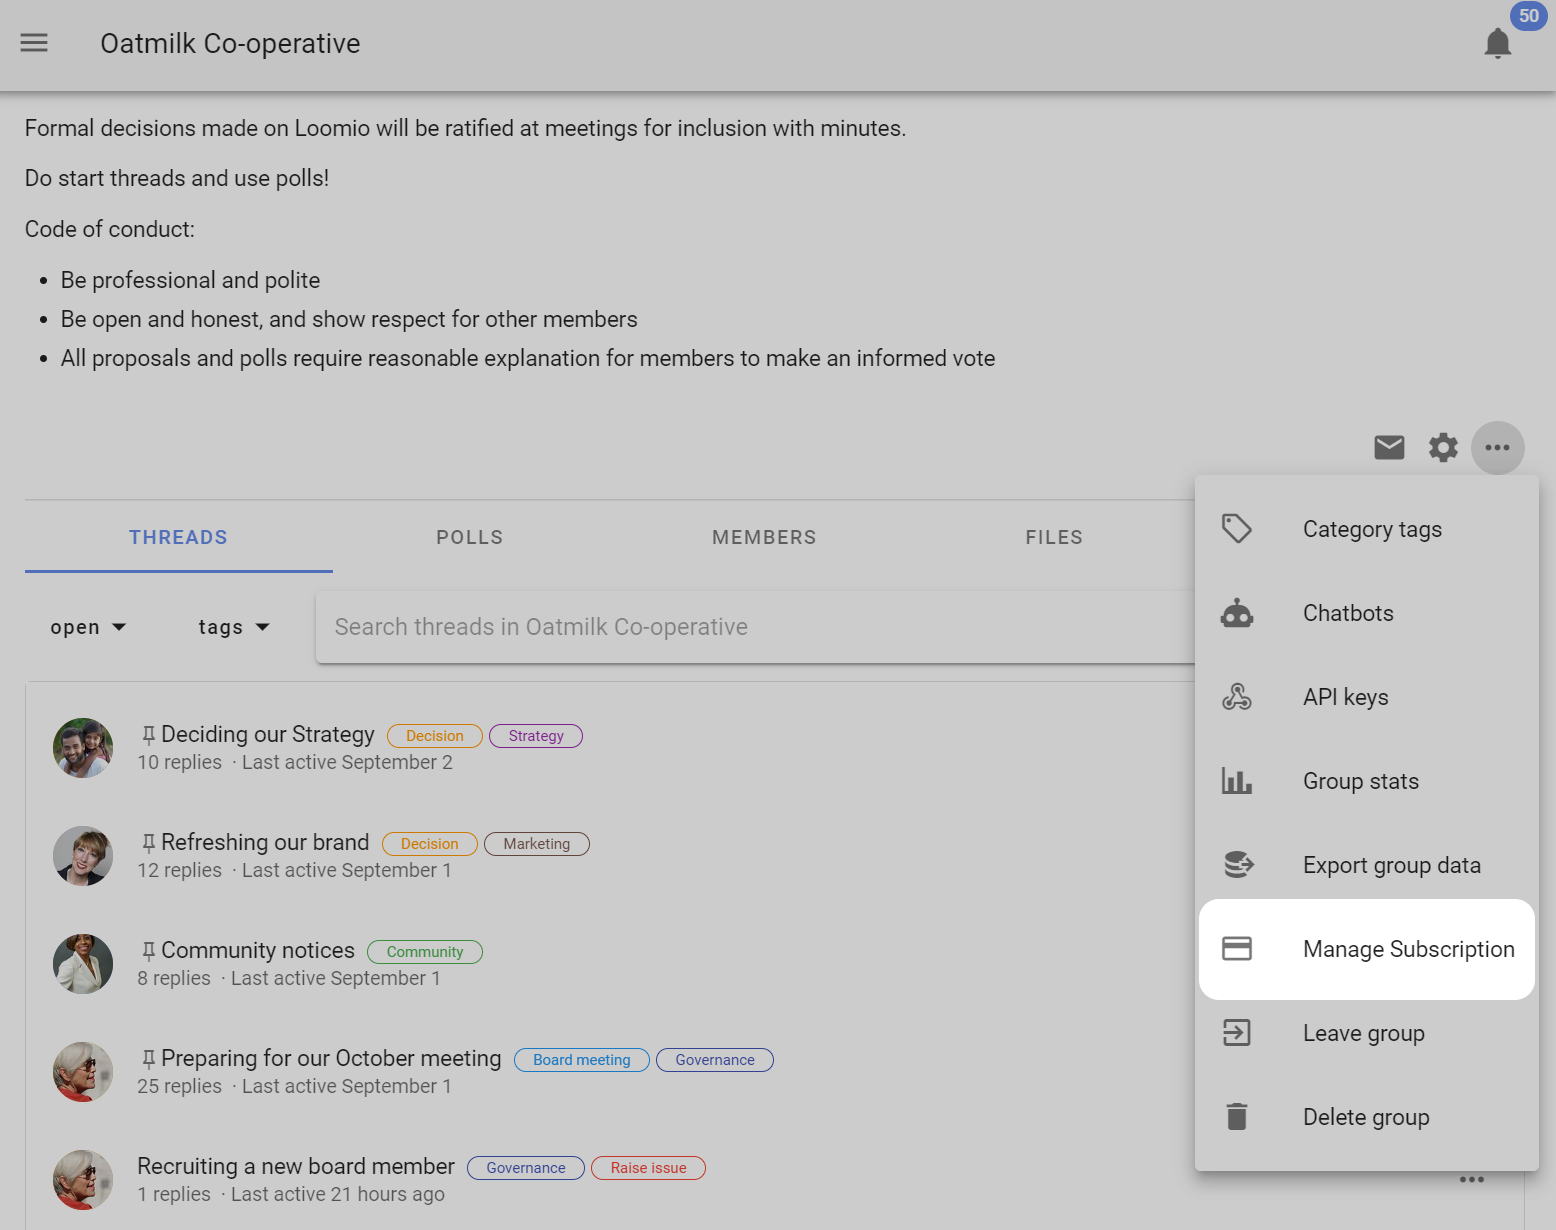 50
Oatmilk Co-operative
Formal decisions made on Loomio will be ratified at meetings for inclusion with minutes.
Do start threads and use polls!
Code of conduct:
• Be professional and polite
• Be open and honest, and show respect for other members
• All proposals and polls require reasonable explanation for members to make an informed vote
THREADS POLLS MEMBERS FILES
open tags Search threads in Oatmilk Co-operative
Deciding our Strategy Decision Strategy
10 replies · Last active September 2
Refreshing our brand Decision Marketing
12 replies · Last active September 1
Community notices Community
8 replies · Last active September 1
Preparing for our October meeting Board meeting Governance
25 replies · Last active September 1
Recruiting a new board member Governance Raise issue
1 replies · Last active 21 hours ago
Category tags
Chatbots
API keys
Group stats
Export group data
Manage Subscription
Leave group
Delete group